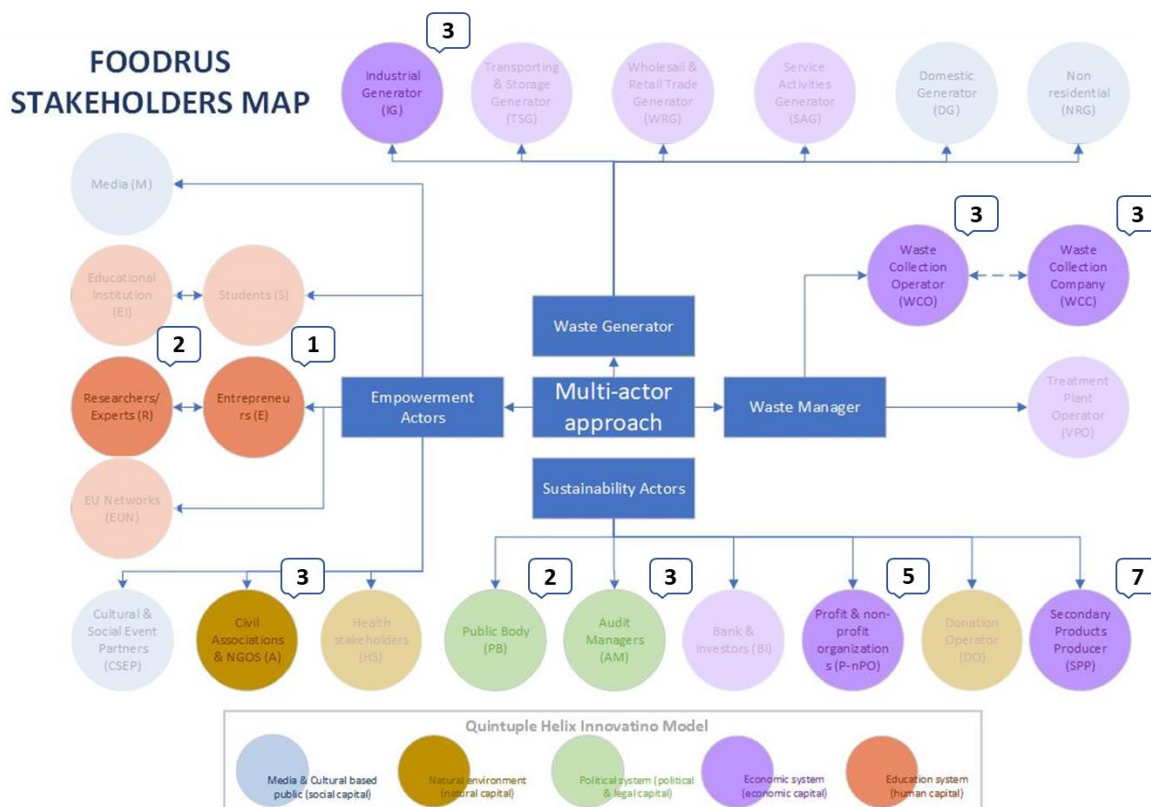 FOODRUS
STAKEHOLDERS MAP
3
Industrial
Generator
(IG)
Transporting
& Storage
Generator
(TSG)
Wholesail &
Retail Trade
Generator
(WRG)
Service
Activities
Generator
(SAG)
Domestic
Generator
(DG)
Non
residential
(NRG)
Media (M)
3
3
Waste
Collection
Operator
(WCO)
Waste
Collection
Company
(WCC)
Educational
Institution
(EI)
Students (S)
Waste Generator
2
1
Researchers/
Experts (R)
Entrepreneu
rs (E)
Empowerment
Actors
Multi-actor
approach
Waste Manager
Treatment
Plant
Operator
(VPO)
EU Networks
(EUN)
Sustainability Actors
3
2
3
5
7
Cultural &
Social Event
Partners
(CSEP)
Civil
Associations
& NGOS (A)
Health
stakeholders
(HS)
Public Body
(PB)
Audit
Managers
(AM)
Bank &
Investors (BI)
Profit & non-
profit
organization
s (P-nPO)
Donation
Operator
(DO)
Secondary
Products
Producer
(SPP)
Quintuple Helix Innovatino Model
Media & Cultural based
public (social capital)
Natural environment
(natural capital)
Political system (political
& legal capital)
Economic system
(economic capital)
Education system
(human capital)